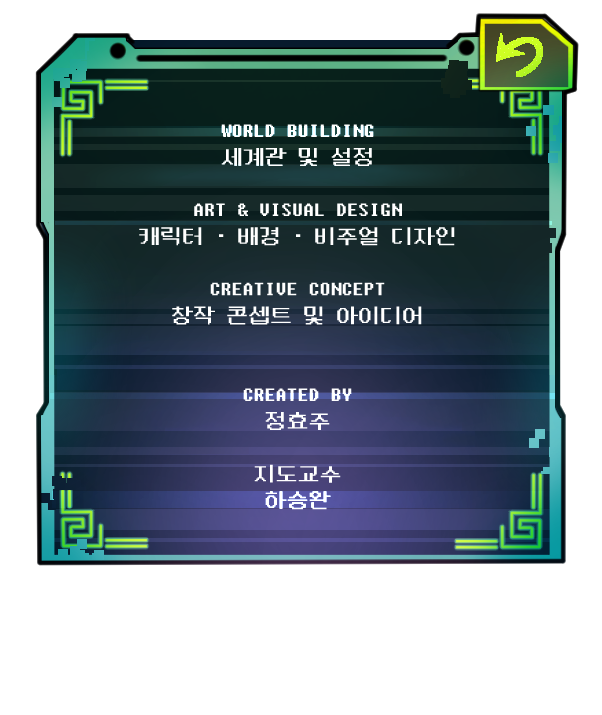 WORLD BUILDING
세계관 및 설정
ART & VISUAL DESIGN
캐릭터 · 배경 · 비주얼 디자인
CREATIVE CONCEPT
창작 콘셉트 및 아이디어
CREATED BY
정효주
지도교수
하승완